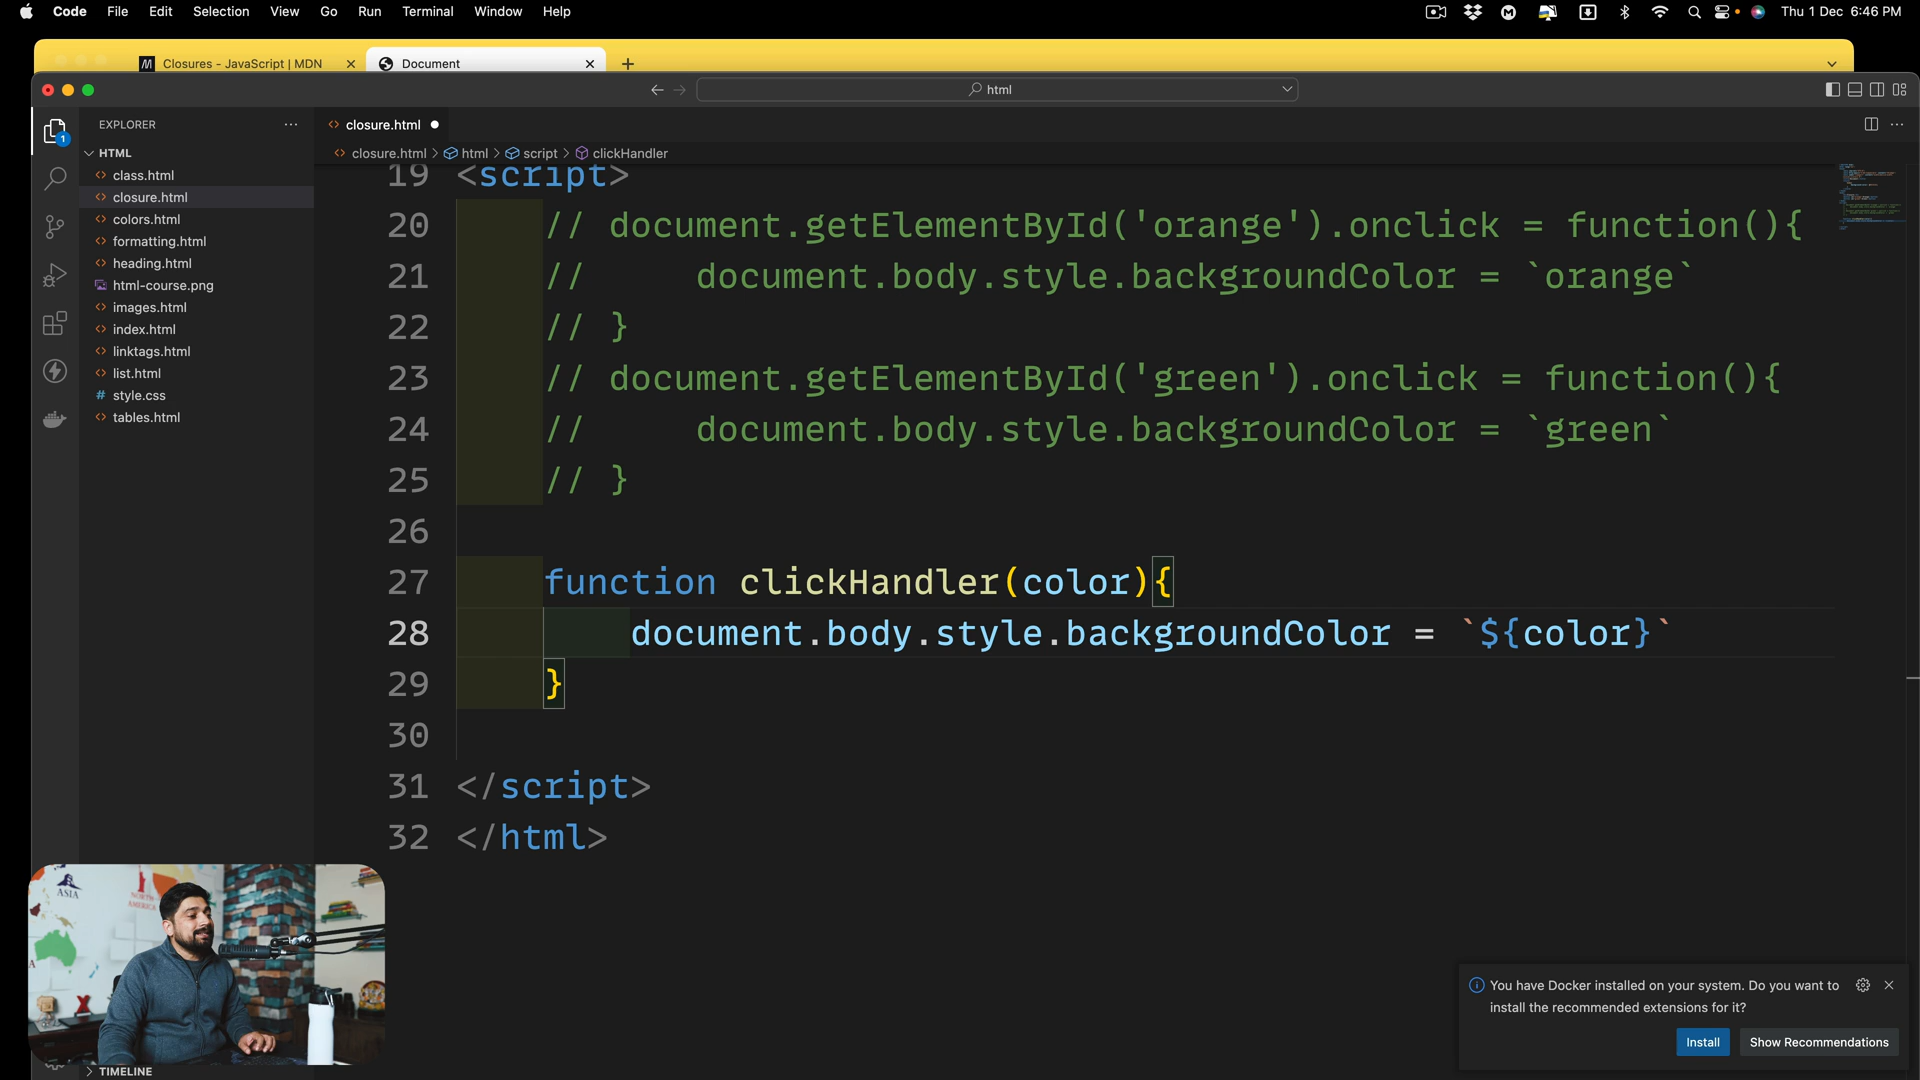 Code File Edit Selection View Go Run Terminal Window Help Thu 1 Dec 6:46 PM
Closures - JavaScript | MDN Document
html
EXPLORER
closure.html
HTML
closure.html > html > script > clickHandler
class.html
closure.html
colors.html
formatting.html
heading.html
html-course.png
images.html
index.html
linktags.html
list.html
style.css
tables.html
19 <script>
20 // document.getElementById('orange').onclick = function(){
21 // document.body.style.backgroundColor = `orange`
22 // }
23 // document.getElementById('green').onclick = function(){
24 // document.body.style.backgroundColor = `green`
25 // }
26
27 function clickHandler(color){
28 document.body.style.backgroundColor = `${color}`
29 }
30
31 </script>
32 </html>
ASIA
NORTH
AMERICA
You have Docker installed on your system. Do you want to
install the recommended extensions for it?
Install Show Recommendations
TIMELINE